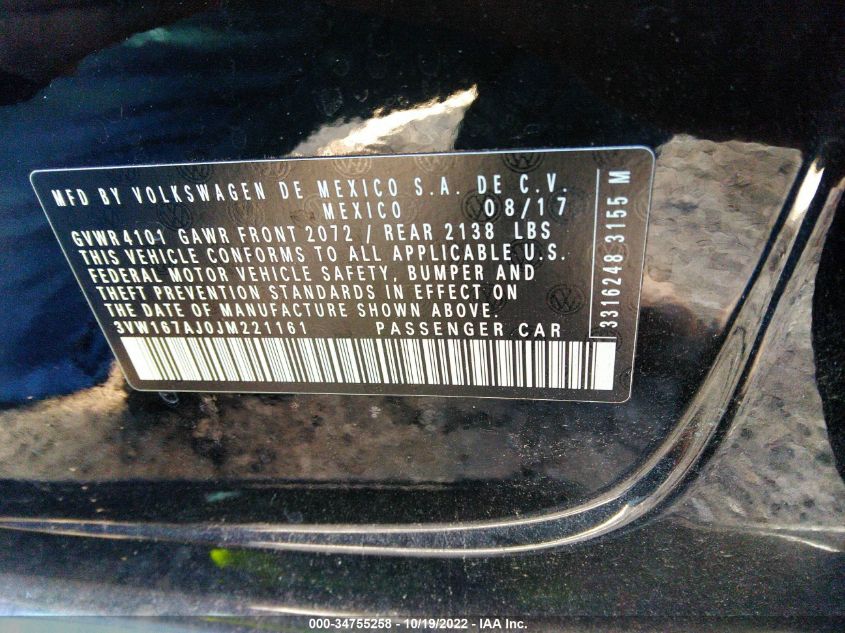 MFD BY VOLKSWAGEN DE MEXICO S.A. DE C.V.
MEXICO 08/17
GVWR 4101 GAWR FRONT 2072 / REAR 2138 LBS
THIS VEHICLE CONFORMS TO ALL APPLICABLE U.S.
FEDERAL MOTOR VEHICLE SAFETY, BUMPER AND
THEFT PREVENTION STANDARDS IN EFFECT ON
THE DATE OF MANUFACTURE SHOWN ABOVE.
3VW167AJ0JM221161 PASSENGER CAR
3316248 3155 M
000-34755258 - 10/19/2022 - IAA Inc.